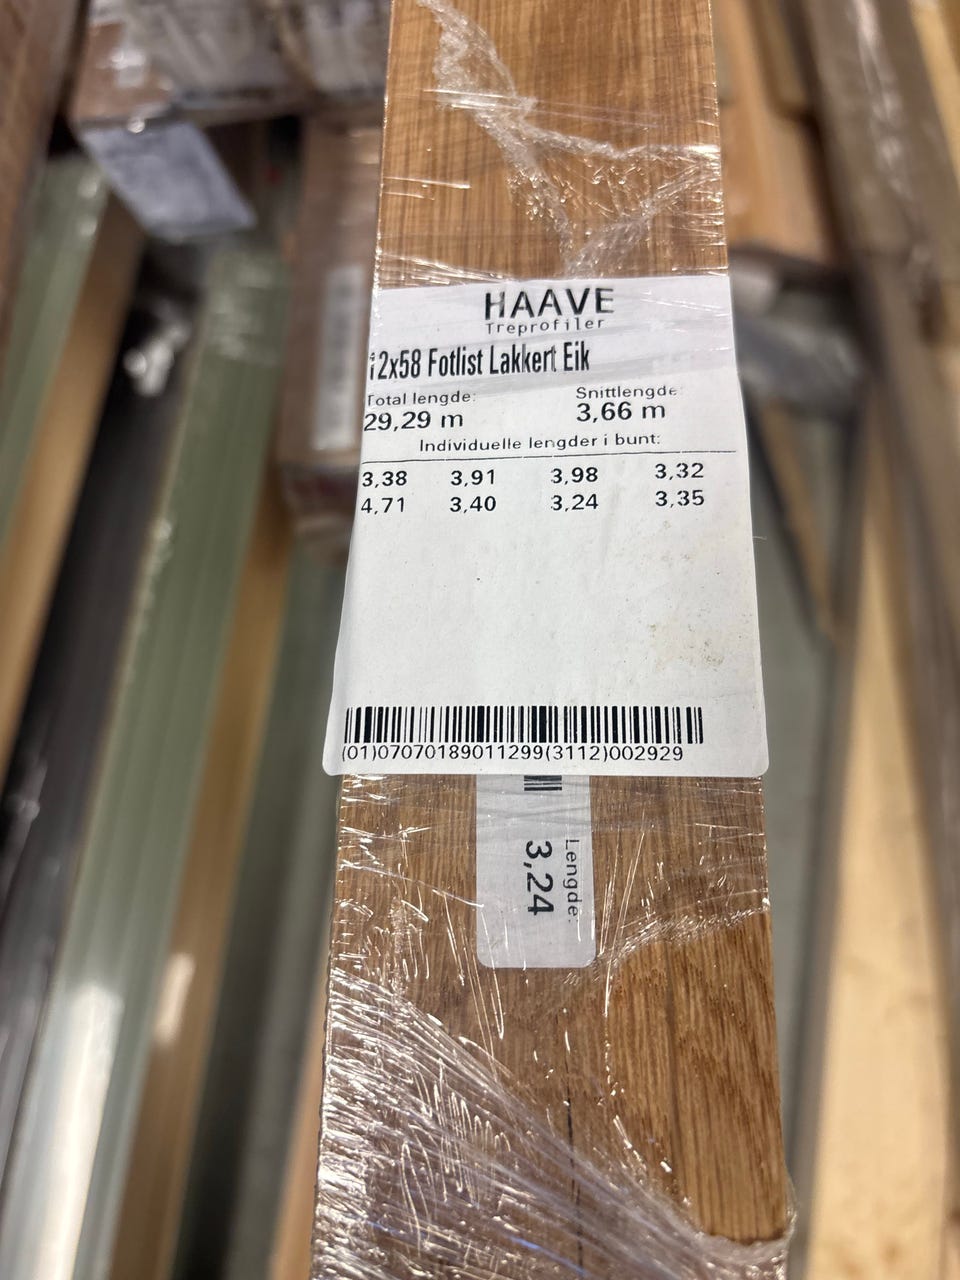 HAAVE
Treprofiler
12x58 Fotlist Lakkert Eik
Total lengde: Snittlengde:
29,29 m 3,66 m
Individuelle lengder i bunt:
3,38 3,91 3,98 3,32
4,71 3,40 3,24 3,35
(01)07070189011299(3112)002929
Lengde:
3,24